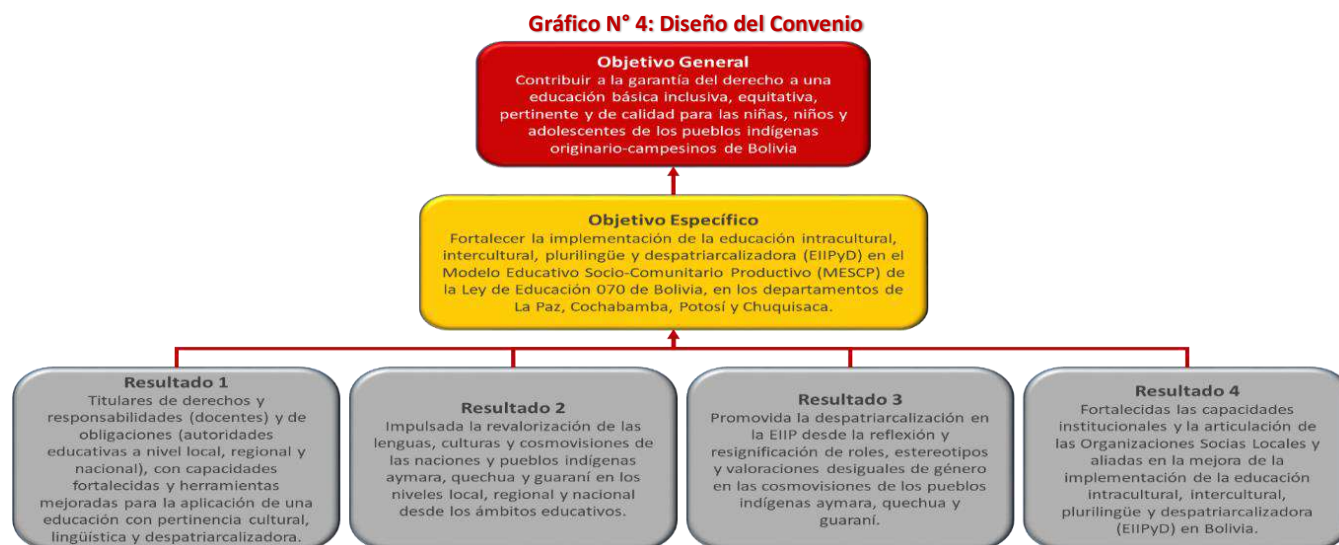 Gráfico N° 4: Diseño del Convenio
Objetivo General
Contribuir a la garantía del derecho a una
educación básica inclusiva, equitativa,
pertinente y de calidad para las niñas, niños y
adolescentes de los pueblos indígenas
originario-campesinos de Bolivia
Objetivo Específico
Fortalecer la implementación de la educación intracultural,
intercultural, plurilingüe y despatriarcalizadora (EIIPyD) en el
Modelo Educativo Socio-Comunitario Productivo (MESCP) de
la Ley de Educación 070 de Bolivia, en los departamentos de
La Paz, Cochabamba, Potosí y Chuquisaca.
Resultado 1
Titulares de derechos y
responsabilidades (docentes) y de
obligaciones (autoridades
educativas a nivel local, regional y
nacional), con capacidades
fortalecidas y herramientas
mejoradas para la aplicación de una
educación con pertinencia cultural,
lingüística y despatriarcalizadora.
Resultado 2
Impulsada la revalorización de las
lenguas, culturas y cosmovisiones de
las naciones y pueblos indígenas
aymara, quechua y guaraní en los
niveles local, regional y nacional
desde los ámbitos educativos.
Resultado 3
Promovida la despatriarcalización en
la EIIP desde la reflexión y
resignificación de roles, estereotipos
y valoraciones desiguales de género
en las cosmovisiones de los pueblos
indígenas aymara, quechua y
guaraní.
Resultado 4
Fortalecidas las capacidades
institucionales y la articulación de
las Organizaciones Socias Locales y
aliadas en la mejora de la
implementación de la educación
intracultural, intercultural,
plurilingüe y despatriarcalizadora
(EIIPyD) en Bolivia.